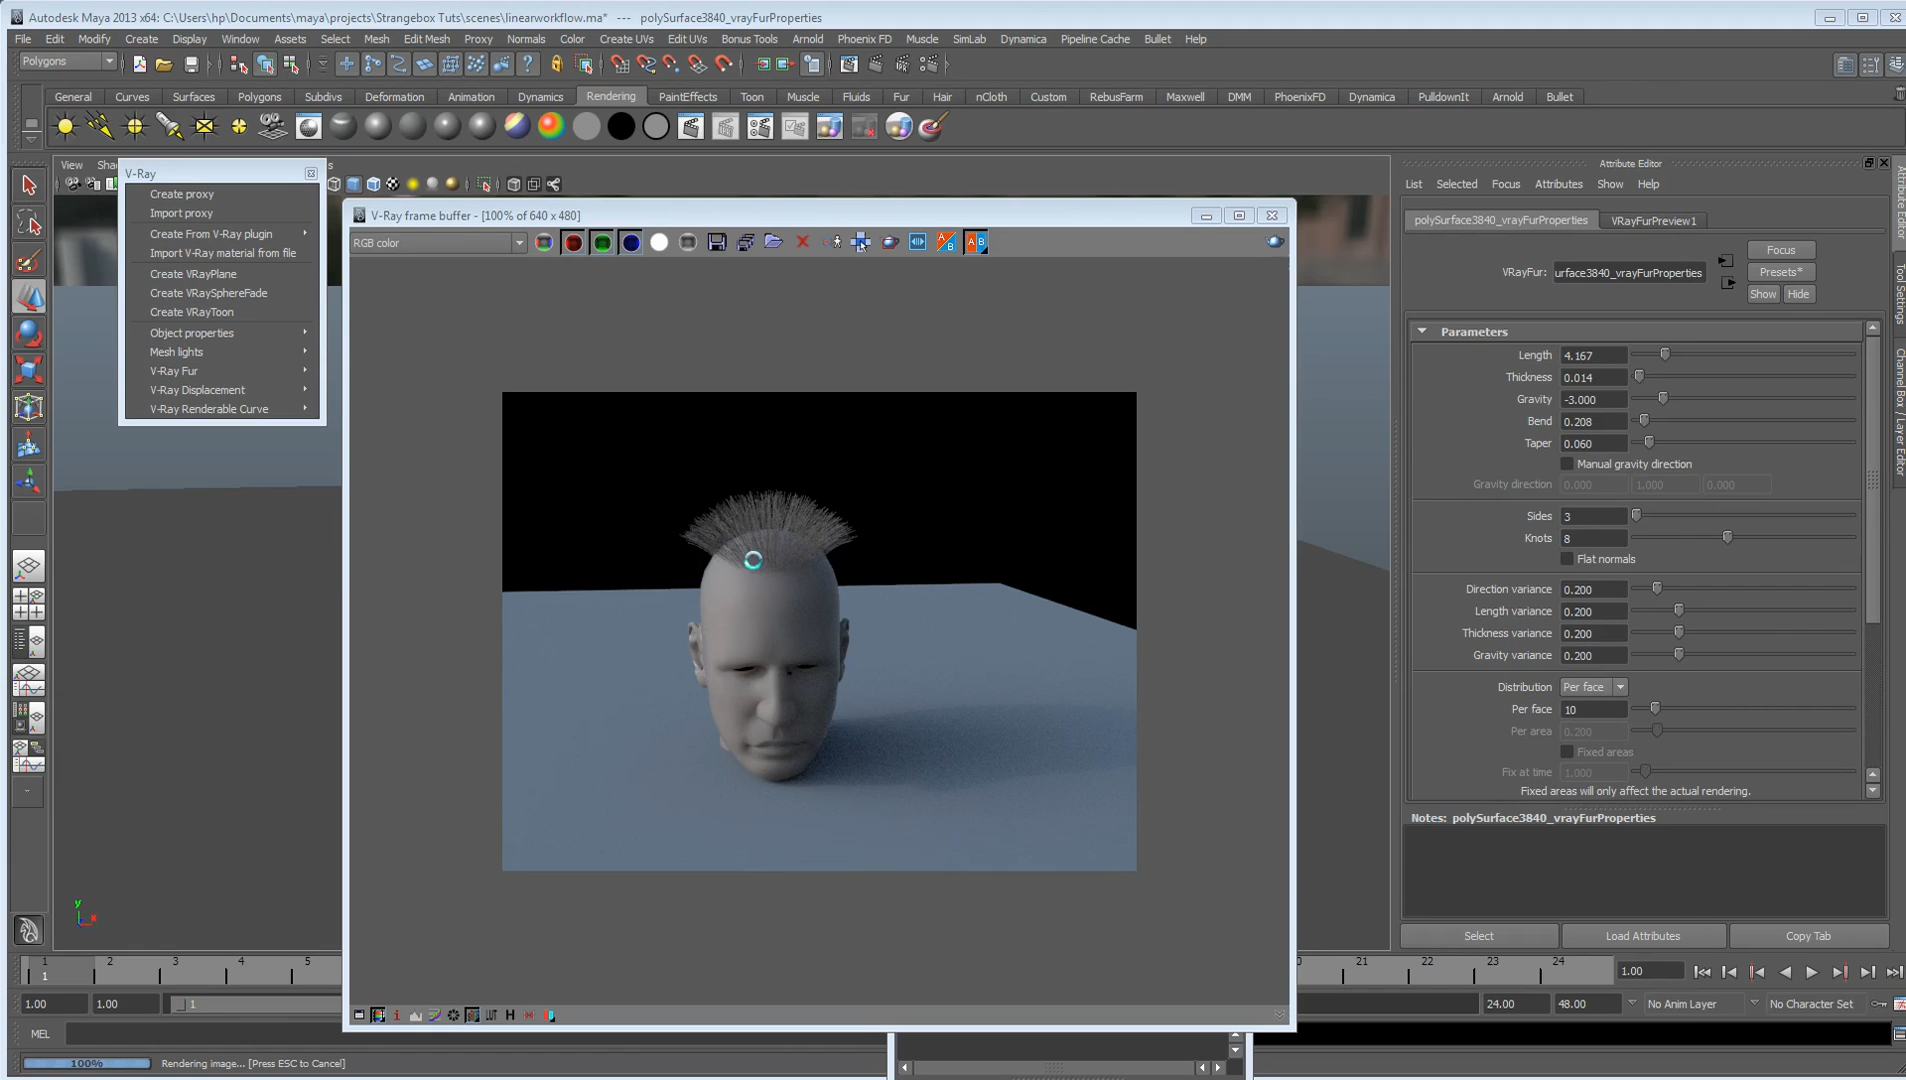 Autodesk Maya 2013 x64: C:\Users\hp\Documents\maya\projects\Strangebox Tuts\scenes\linearworkflow.ma* --- polySurface3840_vrayFurProperties
File Edit Modify Create Display Window Assets Select Mesh Edit Mesh Proxy Normals Color Create UVs Edit UVs Bonus Tools Arnold Phoenix FD Muscle SimLab Dynamica Pipeline Cache Bullet Help
Polygons
General Curves Surfaces Polygons Subdivs Deformation Animation Dynamics Rendering PaintEffects Toon Muscle Fluids Fur Hair nCloth Custom RebusFarm Maxwell DMM PhoenixFD Dynamica PulldownIt Arnold Bullet
View Sha s
V-Ray
Create proxy
Import proxy
Create From V-Ray plugin
Import V-Ray material from file
Create VRayPlane
Create VRaySphereFade
Create VRayToon
Object properties
Mesh lights
V-Ray Fur
V-Ray Displacement
V-Ray Renderable Curve
V-Ray frame buffer - [100% of 640 x 480]
RGB color
A/B
A B
LUT H
Attribute Editor
List Selected Focus Attributes Show Help
polySurface3840_vrayFurProperties VRayFurPreview1
Focus
VRayFur: urface3840_vrayFurProperties
Presets*
Show Hide
Parameters
Length 4.167
Thickness 0.014
Gravity -3.000
Bend 0.208
Taper 0.060
Manual gravity direction
Gravity direction 0.000 1.000 0.000
Sides 3
Knots 8
Flat normals
Direction variance 0.200
Length variance 0.200
Thickness variance 0.200
Gravity variance 0.200
Distribution Per face
Per face 10
Per area 0.200
Fixed areas
Fix at time 1.000
Fixed areas will only affect the actual rendering.
Notes: polySurface3840_vrayFurProperties
Select Load Attributes Copy Tab
Attribute Editor
Tool Settings
Channel Box / Layer Editor
y
x
1 2 3 4 5 21 22 23 24
1
1.00
1.00 1.00 1 24.00 48.00 No Anim Layer No Character Set
MEL
100% Rendering image... [Press ESC to Cancel]